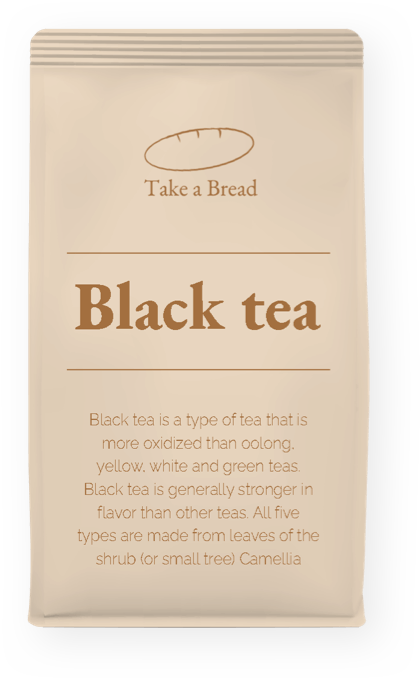 Take a Bread
Black tea
Black tea is a type of tea that is
more oxidized than oolong,
yellow, white and green teas.
Black tea is generally stronger in
flavor than other teas. All five
types are made from leaves of the
shrub (or small tree) Camellia